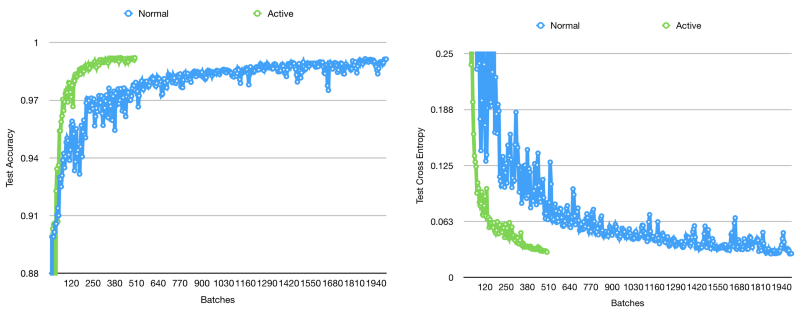 Normal Active
1
0.97
0.94
0.91
0.88
Test Accuracy
120 250 380 510 640 770 900 1030 1160 1290 1420 1550 1680 1810 1940
Batches
Normal Active
0.25
0.188
0.125
0.063
0
Test Cross Entropy
120 250 380 510 640 770 900 1030 1160 1290 1420 1550 1680 1810 1940
Batches